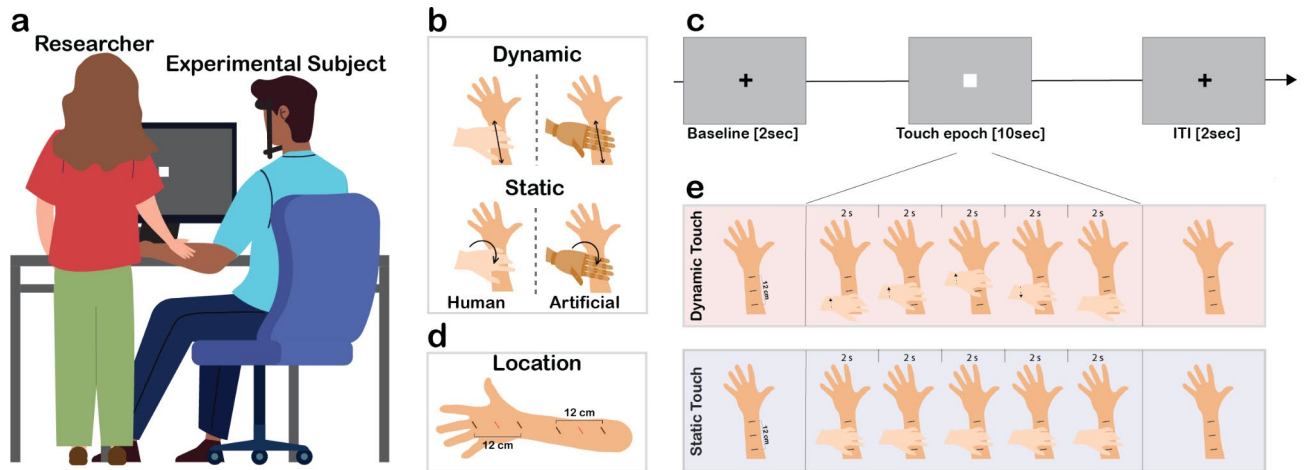 a
Researcher
Experimental Subject
b
Dynamic
Static
Human
Artificial
c
Baseline [2sec]
Touch epoch [10sec]
ITI [2sec]
d
Location
12 cm
12 cm
e
Dynamic Touch
2 s
2 s
2 s
2 s
2 s
12 cm
Static Touch
2 s
2 s
2 s
2 s
2 s
12 cm